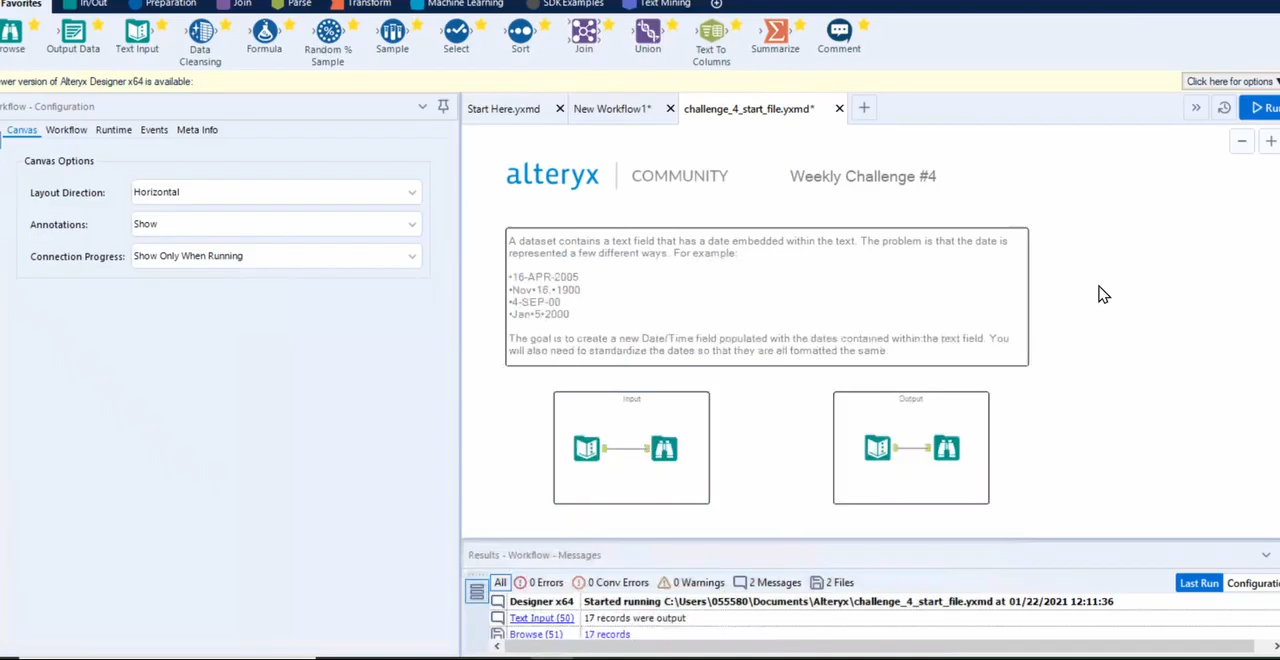 Favorites In/Out Preparation Join Parse Transform Machine Learning SDK Examples Text Mining
rowse Output Data Text Input Data Cleansing Formula Random % Sample Sample Select Sort Join Union Text To Columns Summarize Comment
ewer version of Alteryx Designer x64 is available: Click here for options
rkflow - Configuration
Start Here.yxmd New Workflow1* challenge_4_start_file.yxmd* Run
Canvas Workflow Runtime Events Meta Info
Canvas Options
Layout Direction: Horizontal
Annotations: Show
Connection Progress: Show Only When Running
alteryx COMMUNITY Weekly Challenge #4
A dataset contains a text field that has a date embedded within the text. The problem is that the date is
represented a few different ways. For example:
•16-APR-2005
•Nov•16,•1900
•4-SEP-00
•Jan•5•2000
The goal is to create a new Date/Time field populated with the dates contained within the text field. You
will also need to standardize the dates so that they are all formatted the same.
Input Output
Results - Workflow - Messages
All 0 Errors 0 Conv Errors 0 Warnings 2 Messages 2 Files Last Run Configuratio
Designer x64 Started running C:\Users\055580\Documents\Alteryx\challenge_4_start_file.yxmd at 01/22/2021 12:11:36
Text Input (50) 17 records were output
Browse (51) 17 records